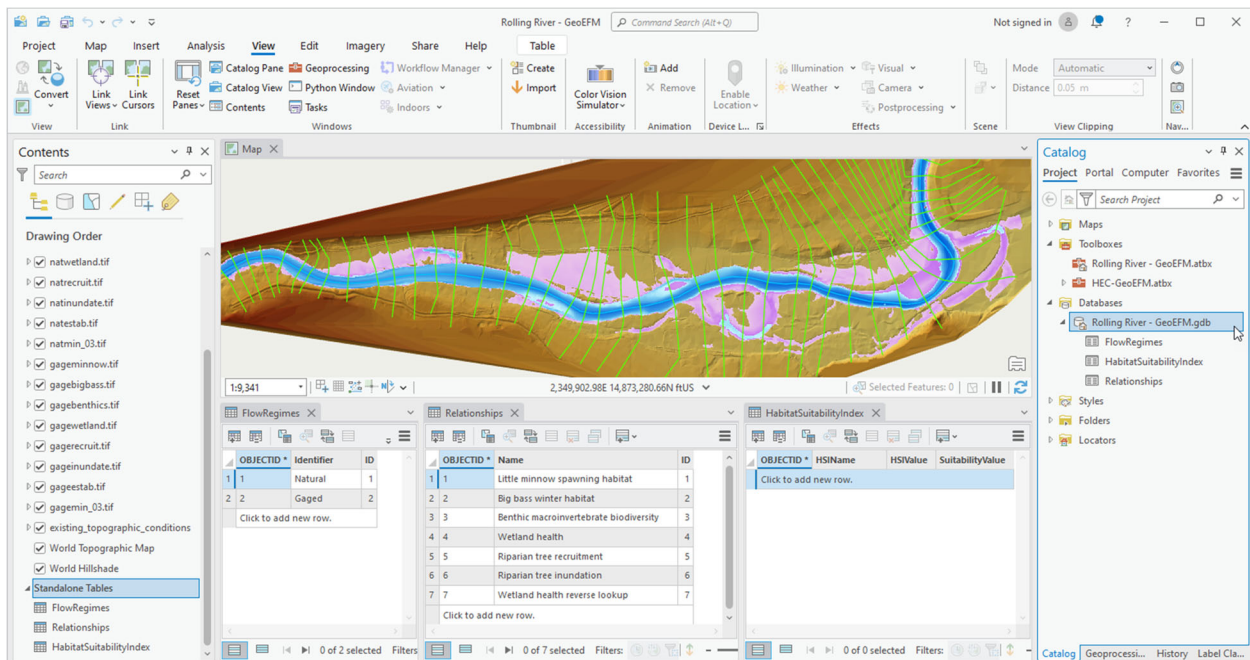 Rolling River - GeoEFM
Command Search (Alt+Q)
Not signed in
?
Project Map Insert Analysis View Edit Imagery Share Help Table
Convert
Link Views
Link Cursors
Reset Panes
Catalog Pane
Geoprocessing
Workflow Manager
Catalog View
Python Window
Aviation
Contents
Tasks
Indoors
Create
Import
Color Vision Simulator
Add
Remove
Enable Location
Illumination
Visual
Weather
Camera
Postprocessing
Mode Automatic
Distance 0.05 m
View Link Windows Thumbnail Accessibility Animation Device L... Effects Scene View Clipping Nav...
Contents
Search
Drawing Order
natwetland.tif
natrecruit.tif
natinundate.tif
natestab.tif
natmin_03.tif
gageminnow.tif
gagebigbass.tif
gagebenthics.tif
gagewetland.tif
gagerecruit.tif
gageinundate.tif
gageestab.tif
gagemin_03.tif
existing_topographic_conditions
World Topographic Map
World Hillshade
Standalone Tables
FlowRegimes
Relationships
HabitatSuitabilityIndex
Map
1:9,341
2,349,902.98E 14,873,280.66N ftUS
Selected Features: 0
FlowRegimes
OBJECTID * Identifier ID
1 1 Natural 1
2 2 Gaged 2
Click to add new row.
0 of 2 selected Filters
Relationships
OBJECTID * Name ID
1 1 Little minnow spawning habitat 1
2 2 Big bass winter habitat 2
3 3 Benthic macroinvertebrate biodiversity 3
4 4 Wetland health 4
5 5 Riparian tree recruitment 5
6 6 Riparian tree inundation 6
7 7 Wetland health reverse lookup 7
Click to add new row.
0 of 7 selected Filters:
HabitatSuitabilityIndex
OBJECTID * HSIName HSIValue SuitabilityValue
Click to add new row.
0 of 0 selected Filters:
Catalog
Project Portal Computer Favorites
Search Project
Maps
Toolboxes
Rolling River - GeoEFM.atbx
HEC-GeoEFM.atbx
Databases
Rolling River - GeoEFM.gdb
FlowRegimes
HabitatSuitabilityIndex
Relationships
Styles
Folders
Locators
Catalog Geoprocessi... History Label Cla...